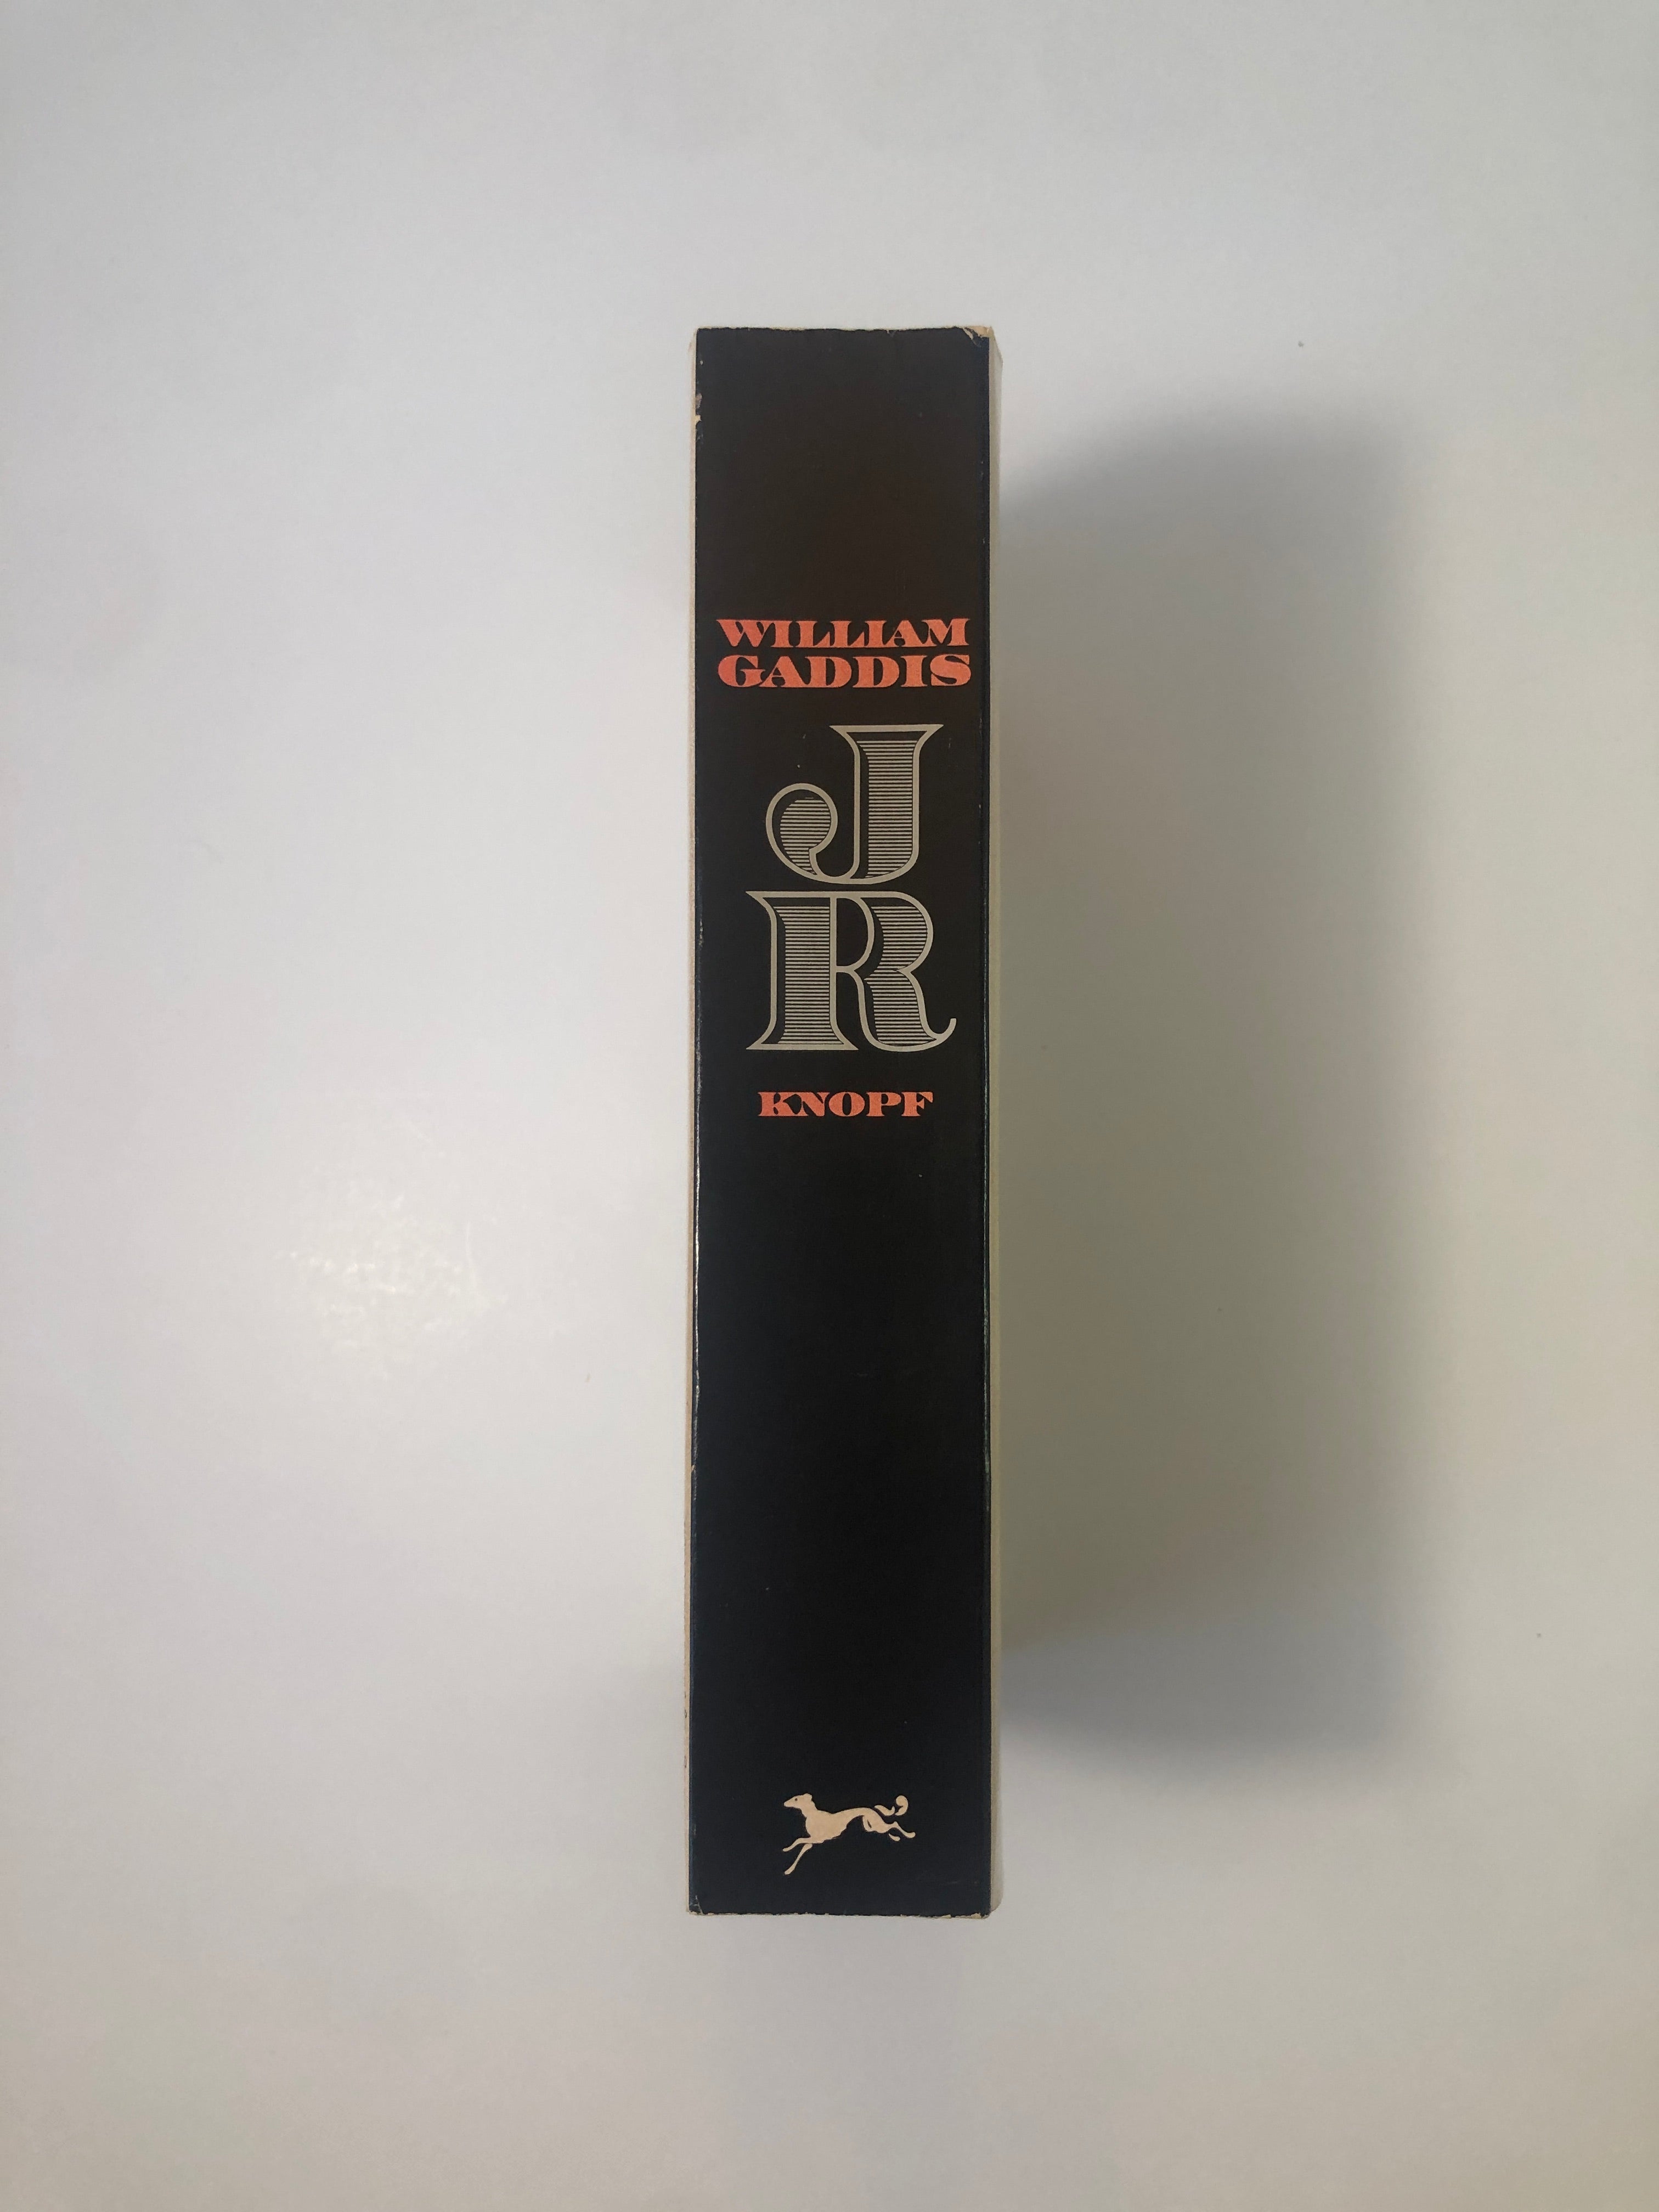 WILLIAM
GADDIS
J
R
KNOPF